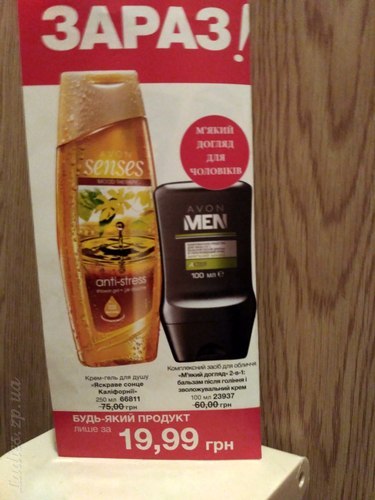 ЗАРАЗ!
М'ЯКИЙ
ДОГЛЯД
ДЛЯ
ЧОЛОВІКІВ
AVON
senses
anti-stress
AVON
MEN
100 мл ℮
Крем-гель для душу
«Яскраве сонце
Каліфорнії»
250 мл 66811
75,00 грн
Комплексний засіб для обличчя
«М'який догляд» 2-в-1:
бальзам після гоління і
зволожувальний крем
100 мл 23937
60,00 грн
БУДЬ-ЯКИЙ ПРОДУКТ
лише за 19,99 грн